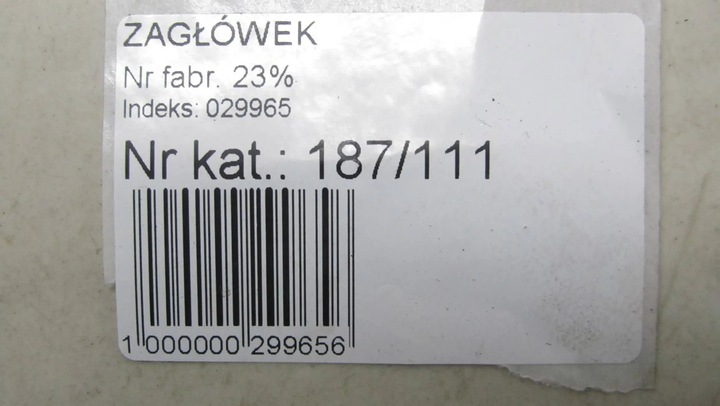 ZAGŁÓWEK
Nr fabr. 23%
Indeks: 029965
Nr kat.: 187/111
1 000000 299656